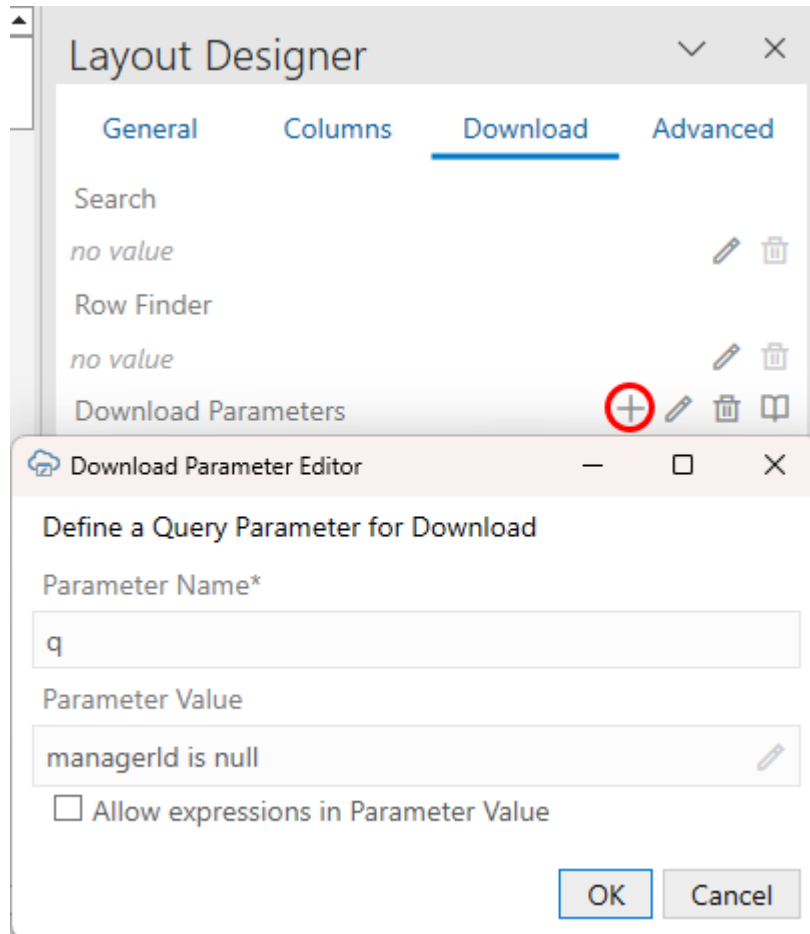 Layout Designer
General Columns Download Advanced
Search
no value
Row Finder
no value
Download Parameters
Download Parameter Editor
Define a Query Parameter for Download
Parameter Name*
q
Parameter Value
managerId is null
Allow expressions in Parameter Value
OK Cancel